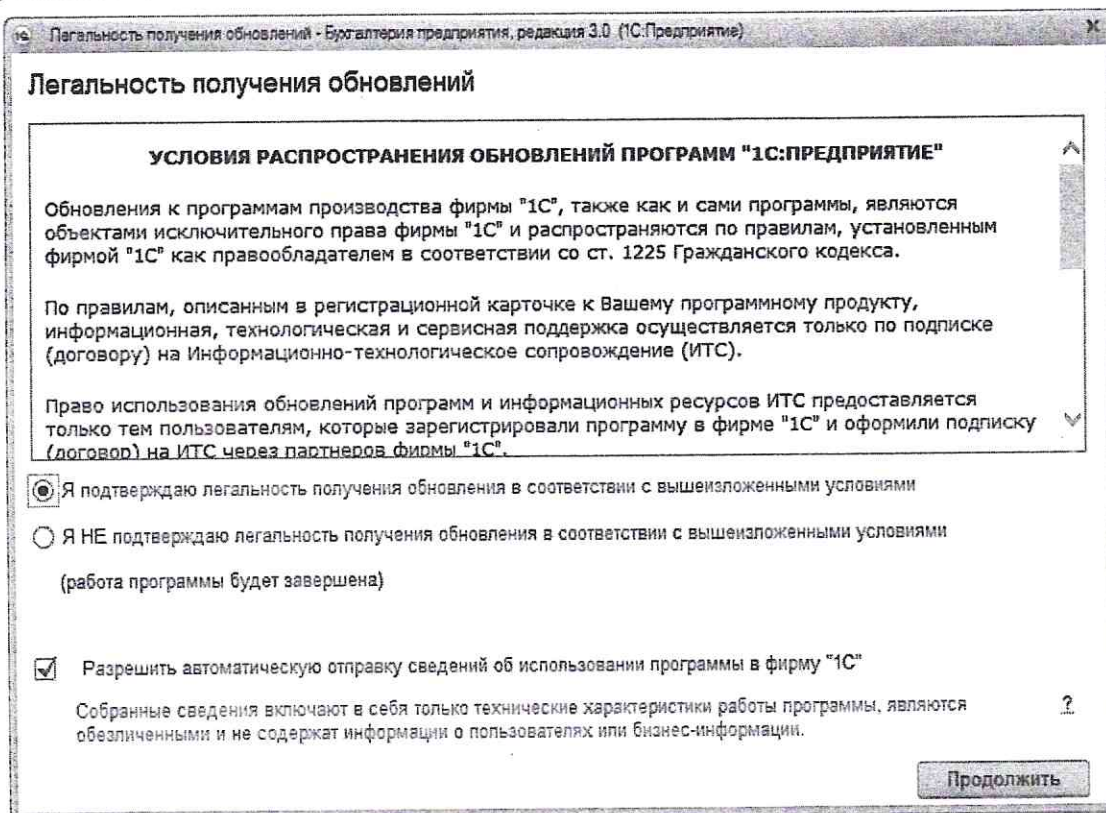 Легальность получения обновлений - Бухгалтерия предприятия, редакция 3.0 (1С:Предприятие)
Легальность получения обновлений
УСЛОВИЯ РАСПРОСТРАНЕНИЯ ОБНОВЛЕНИЙ ПРОГРАММ "1С:ПРЕДПРИЯТИЕ"
Обновления к программам производства фирмы "1С", также как и сами программы, являются
объектами исключительного права фирмы "1С" и распространяются по правилам, установленным
фирмой "1С" как правообладателем в соответствии со ст. 1225 Гражданского кодекса.
По правилам, описанным в регистрационной карточке к Вашему программному продукту,
информационная, технологическая и сервисная поддержка осуществляется только по подписке
(договору) на Информационно-технологическое сопровождение (ИТС).
Право использования обновлений программ и информационных ресурсов ИТС предоставляется
только тем пользователям, которые зарегистрировали программу в фирме "1С" и оформили подписку
(договор) на ИТС через партнеров фирмы "1С".
Я подтверждаю легальность получения обновления в соответствии с вышеизложенными условиями
Я НЕ подтверждаю легальность получения обновления в соответствии с вышеизложенными условиями
(работа программы будет завершена)
Разрешить автоматическую отправку сведений об использовании программы в фирму "1С"
Собранные сведения включают в себя только технические характеристики работы программы, являются ?
обезличенными и не содержат информации о пользователях или бизнес-информации.
Продолжить